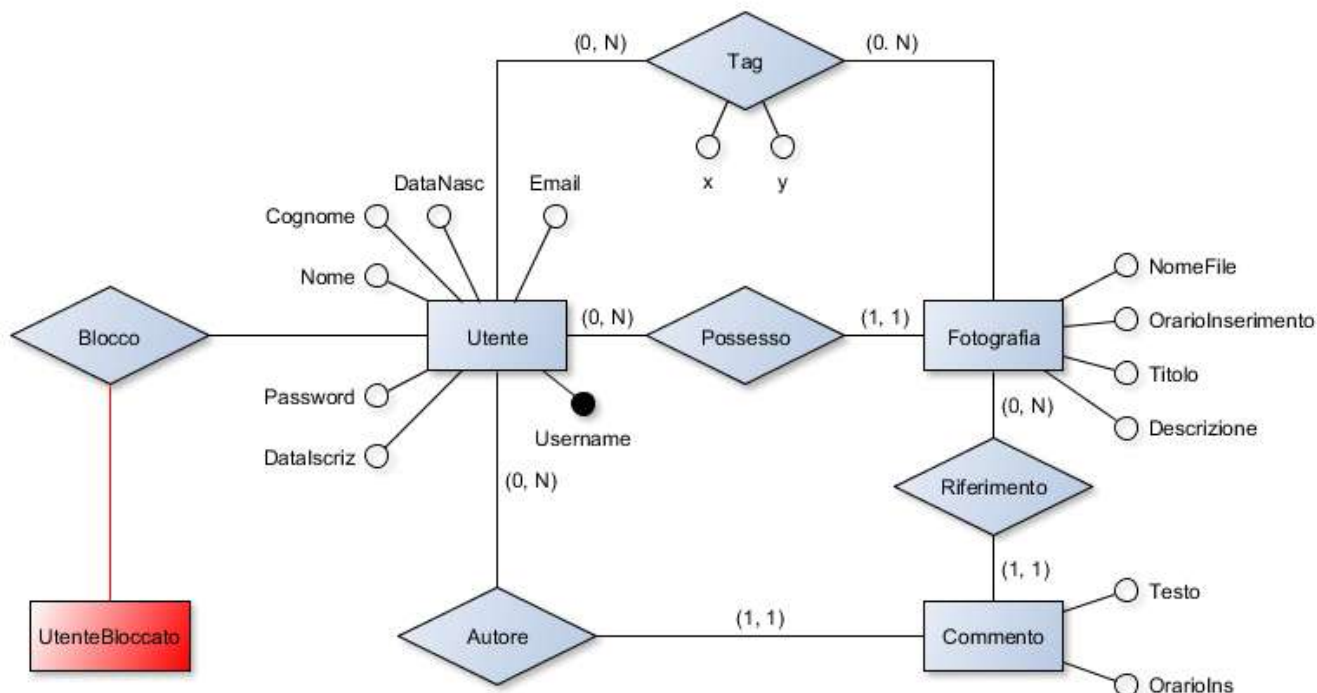 (0, N)
Tag
(0. N)
x
y
DataNasc
Email
Cognome
Nome
NomeFile
Blocco
Utente
(0, N)
Possesso
(1, 1)
Fotografia
OrarioInserimento
Titolo
Descrizione
Password
DataIscriz
Username
(0, N)
(0, N)
Riferimento
(1, 1)
Testo
UtenteBloccato
Autore
(1, 1)
Commento
OrarioIns